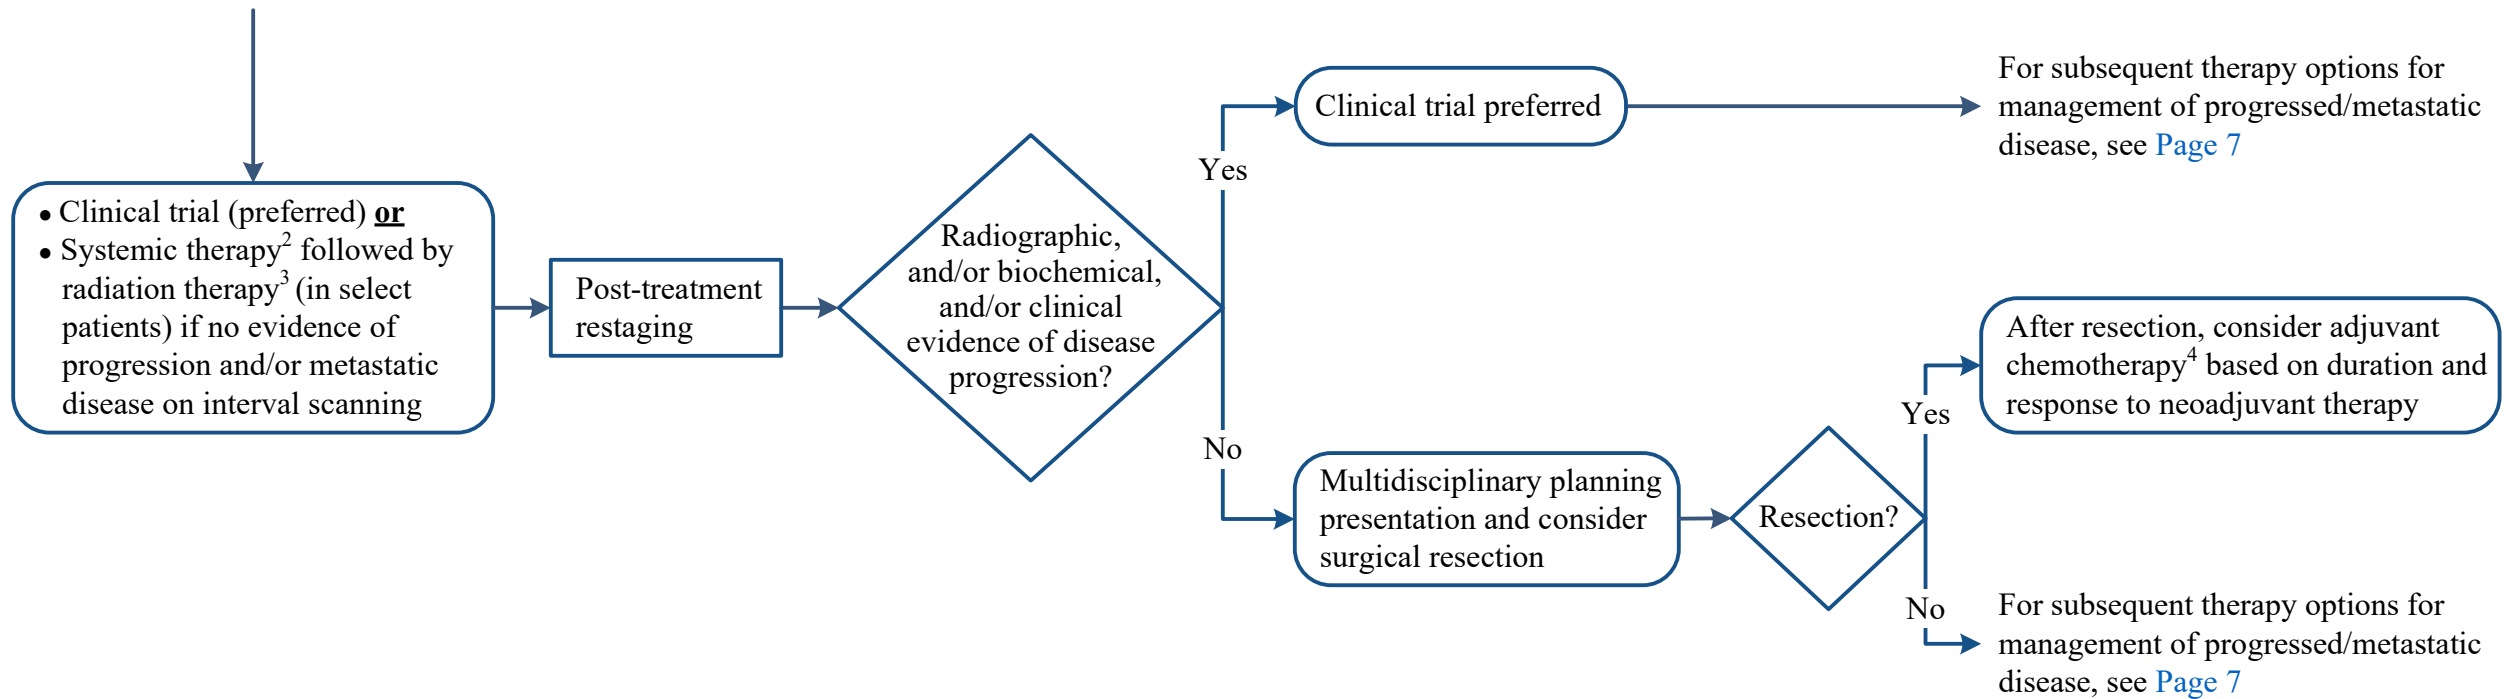 • Clinical trial (preferred) or
• Systemic therapy2 followed by
radiation therapy3 (in select
patients) if no evidence of
progression and/or metastatic
disease on interval scanning
Post-treatment
restaging
Radiographic,
and/or biochemical,
and/or clinical
evidence of disease
progression?
Yes
Clinical trial preferred
For subsequent therapy options for
management of progressed/metastatic
disease, see Page 7
No
Multidisciplinary planning
presentation and consider
surgical resection
Resection?
Yes
After resection, consider adjuvant
chemotherapy4 based on duration and
response to neoadjuvant therapy
No
For subsequent therapy options for
management of progressed/metastatic
disease, see Page 7